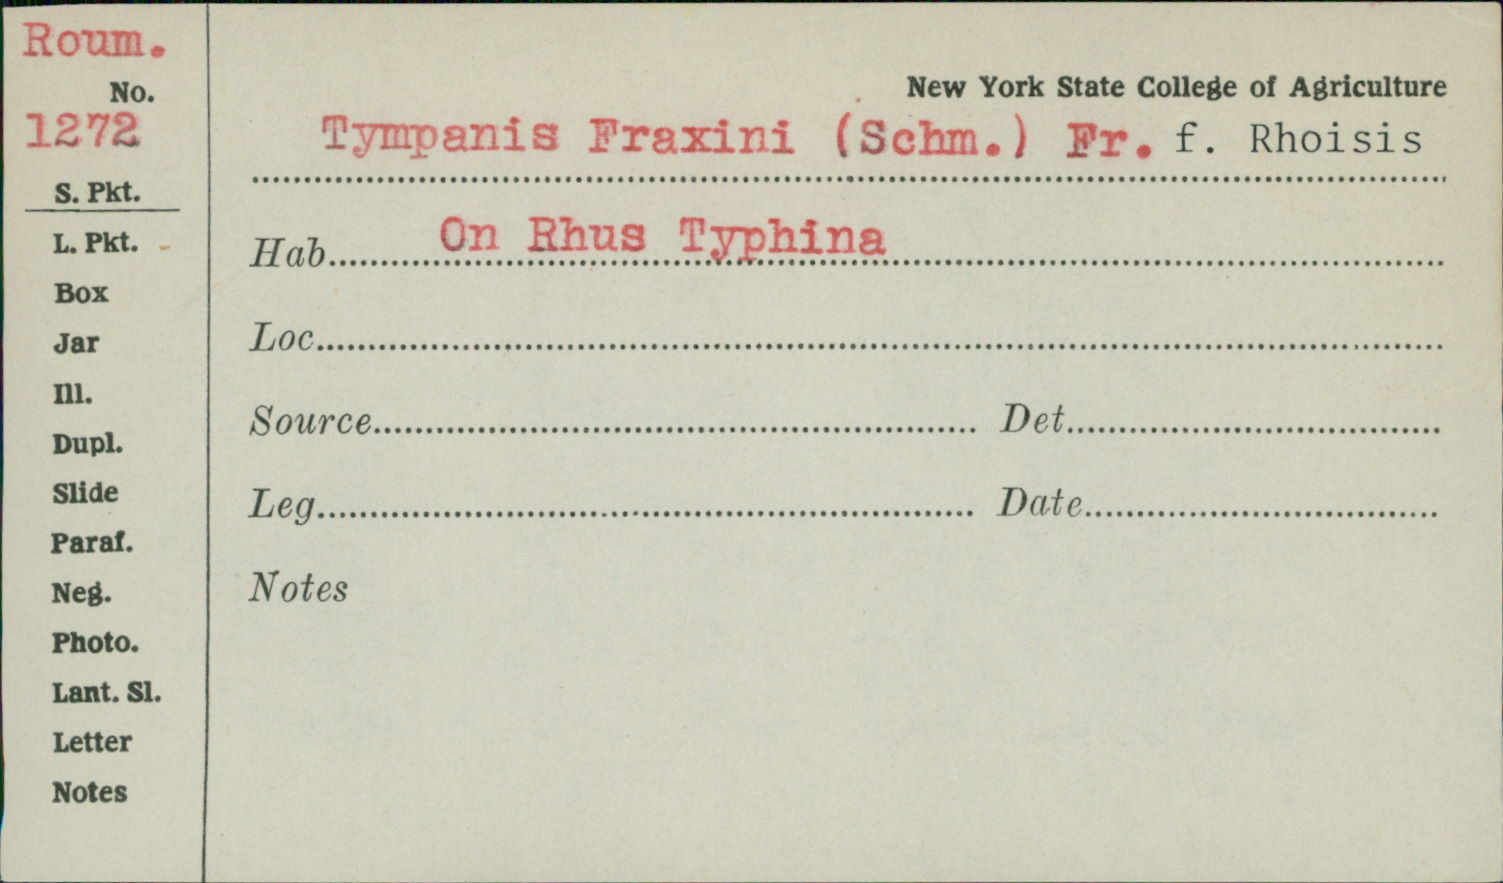 Roum.
No.
1272
S. Pkt.
L. Pkt. -
Box
Jar
Ill.
Dupl.
Slide
Paraf.
Neg.
Photo.
Lant. Sl.
Letter
Notes
New York State College of Agriculture
Tympanis Fraxini (Schm.) Fr. f. Rhoisis
Hab. On Rhus Typhina
Loc.
Source Det.
Leg. Date
Notes